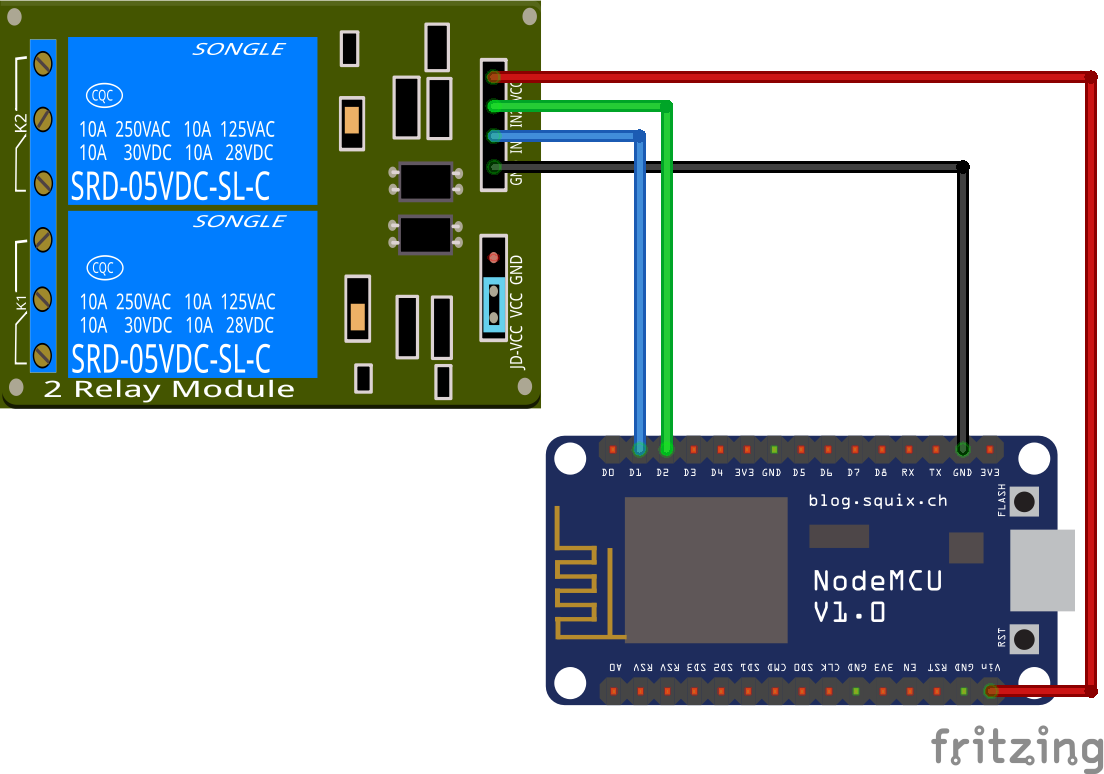 SONGLE
CQC
10A 250VAC 10A 125VAC
10A 30VDC 10A 28VDC
SRD-05VDC-SL-C
K2
SONGLE
CQC
10A 250VAC 10A 125VAC
10A 30VDC 10A 28VDC
SRD-05VDC-SL-C
K1
2 Relay Module
VCC
JD-VCC VCC GND
D0 D1 D2 D3 D4 3V3 GND D5 D6 D7 D8 RX TX GND 3V3
FLASH
blog.squix.ch
NodeMCU
V1.0
RST
A0 RSV RSV SD3 SD2 SD1 CMD SD0 CLK GND 3V3 EN RST GND Vin
fritzing